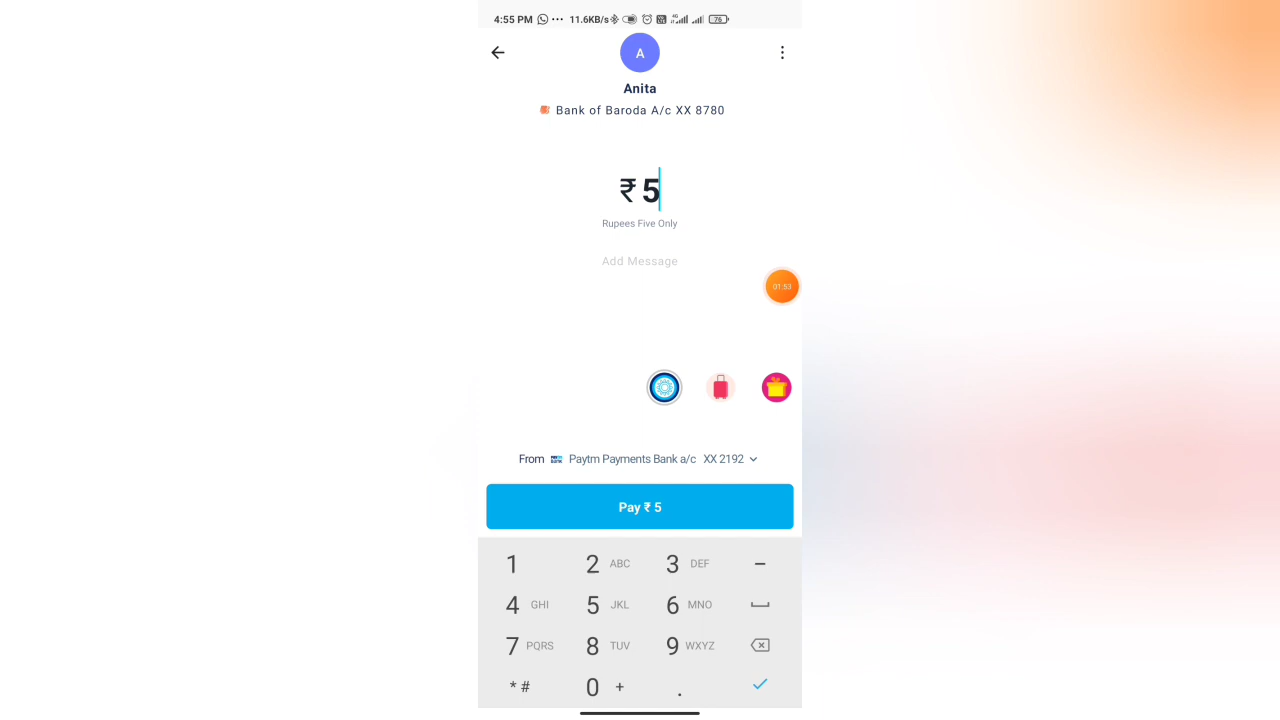 4:55 PM ... 11.6KB/s 4G 76
A
Anita
Bank of Baroda A/c XX 8780
₹ 5
Rupees Five Only
Add Message
01:53
From Paytm Payments Bank a/c XX 2192
Pay ₹ 5
1 2 ABC 3 DEF −
4 GHI 5 JKL 6 MNO
7 PQRS 8 TUV 9 WXYZ
* # 0 + .